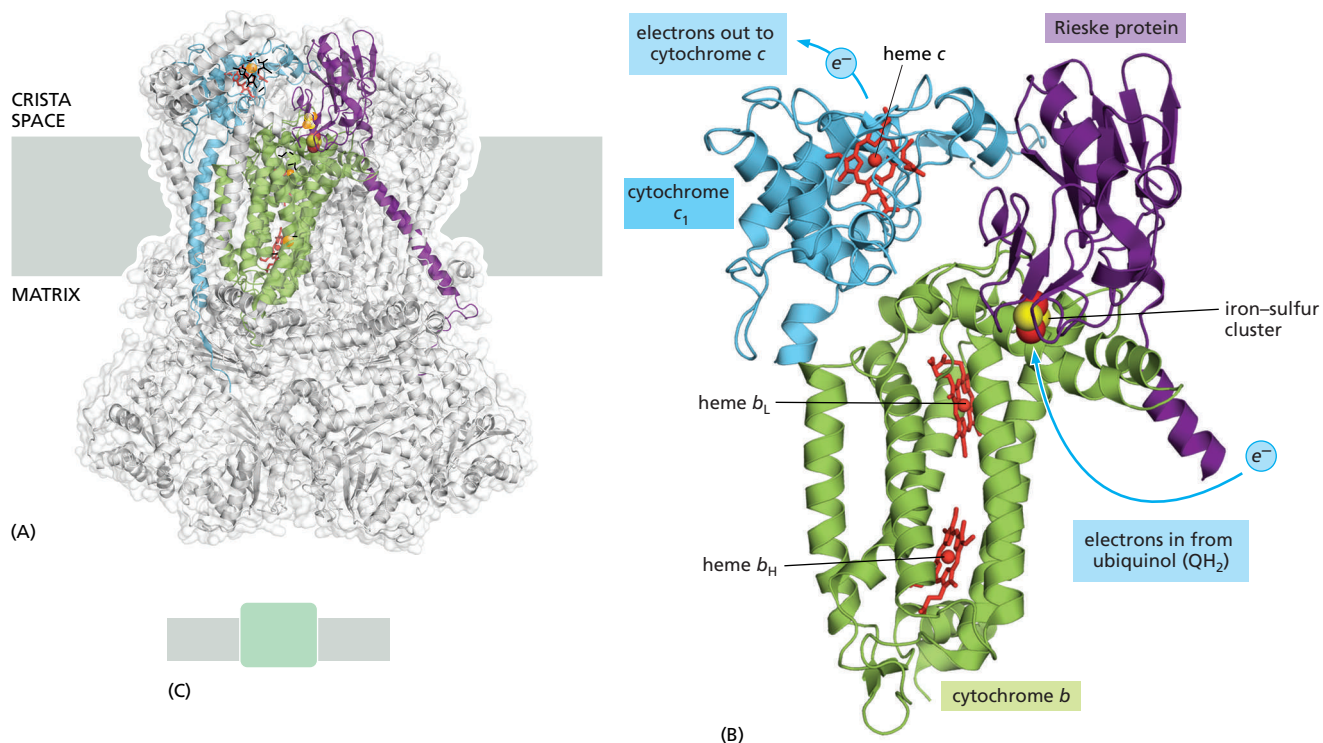 (A)
CRISTA
SPACE
MATRIX
(C)
electrons out to
cytochrome c
e–
heme c
Rieske protein
cytochrome
c1
iron–sulfur
cluster
heme bL
e–
electrons in from
ubiquinol (QH2)
heme bH
cytochrome b
(B)